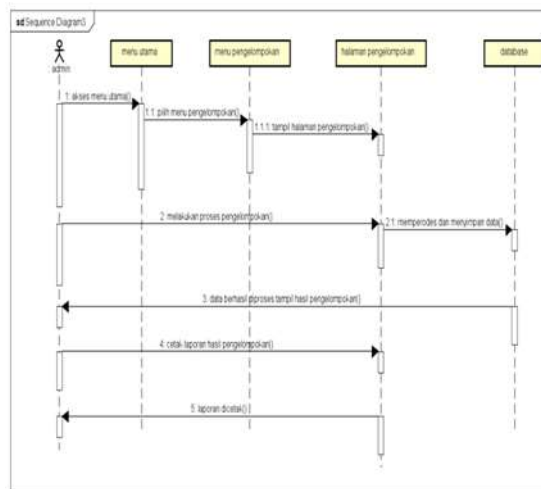 sd Sequence Diagram0
menu utama
menu pengelompokan
halaman pengelompokan
database
admin
1: akses menu utama()
1.1: pilih menu pengelompokan()
1.1.1: tampil halaman pengelompokan()
2: melakukan proses pengelompokan()
2.1: memperodes dan menyimpan data()
3: data berhasil diproses tampil hasil pengelompokan()
4: cetak laporan hasil pengelompokan()
5: laporan dicetak()